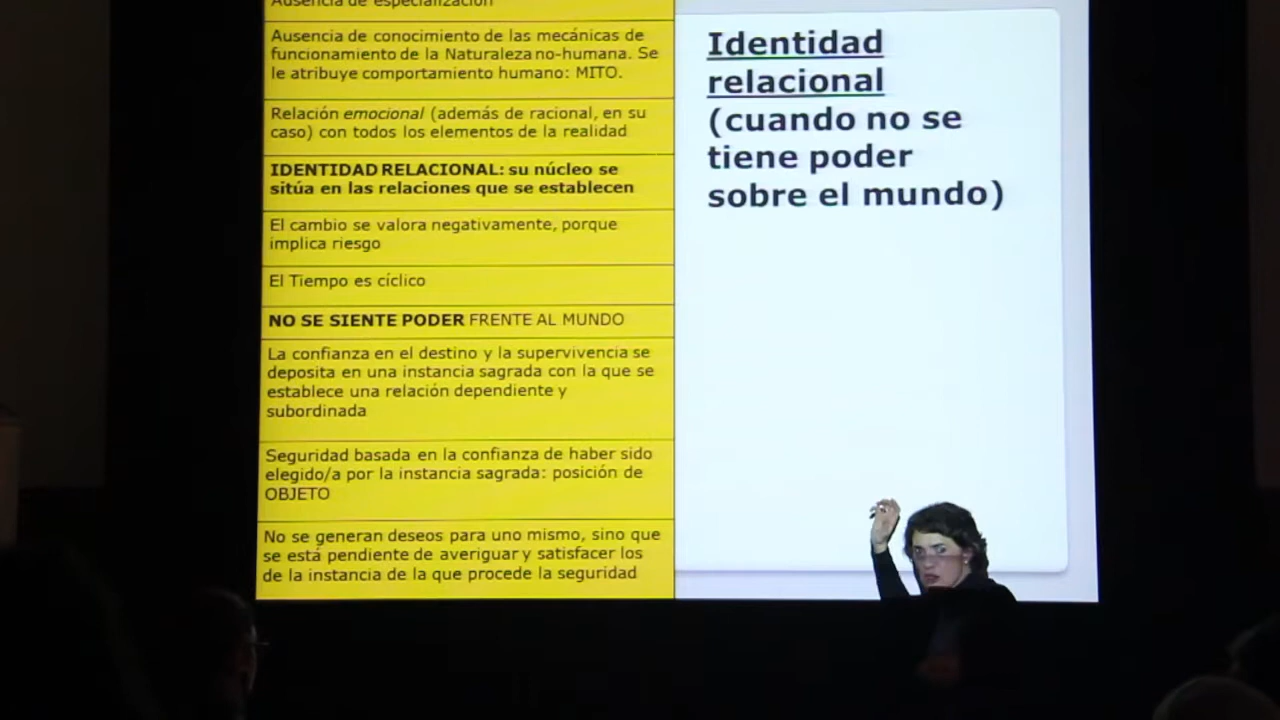 Ausencia de especialización
Ausencia de conocimiento de las mecánicas de
funcionamiento de la Naturaleza no-humana. Se
le atribuye comportamiento humano: MITO.
Relación emocional (además de racional, en su
caso) con todos los elementos de la realidad
IDENTIDAD RELACIONAL: su núcleo se
sitúa en las relaciones que se establecen
El cambio se valora negativamente, porque
implica riesgo
El Tiempo es cíclico
NO SE SIENTE PODER FRENTE AL MUNDO
La confianza en el destino y la supervivencia se
deposita en una instancia sagrada con la que se
establece una relación dependiente y
subordinada
Seguridad basada en la confianza de haber sido
elegido/a por la instancia sagrada: posición de
OBJETO
No se generan deseos para uno mismo, sino que
se está pendiente de averiguar y satisfacer los
de la instancia de la que procede la seguridad
Identidad
relacional
(cuando no se
tiene poder
sobre el mundo)